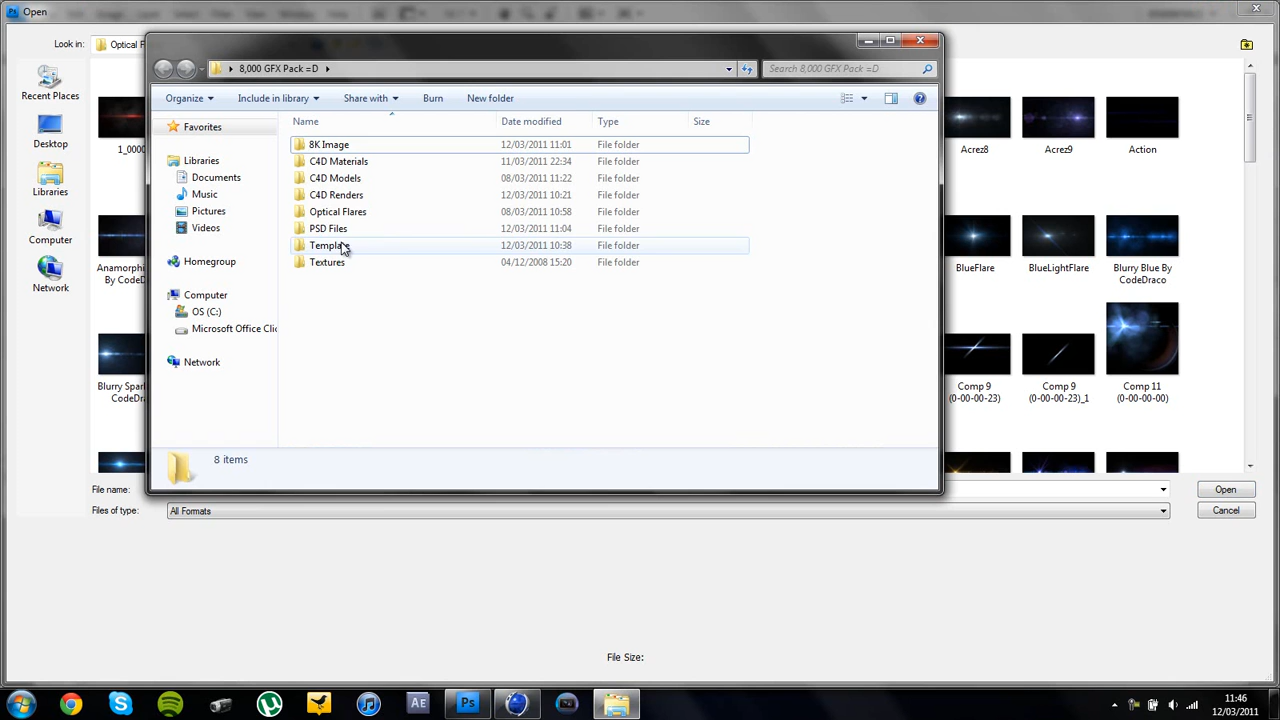 Open
Look in:
Optical F
8,000 GFX Pack =D
Search 8,000 GFX Pack =D
Organize
Include in library
Share with
Burn
New folder
Recent Places
Desktop
Libraries
Computer
Network
Favorites
Libraries
Documents
Music
Pictures
Videos
Homegroup
Computer
OS (C:)
Microsoft Office Clic
Network
Name
Date modified
Type
Size
8K Image 12/03/2011 11:01 File folder
C4D Materials 11/03/2011 22:34 File folder
C4D Models 08/03/2011 11:22 File folder
C4D Renders 12/03/2011 10:21 File folder
Optical Flares 08/03/2011 10:58 File folder
PSD Files 12/03/2011 11:04 File folder
Template 12/03/2011 10:38 File folder
Textures 04/12/2008 15:20 File folder
8 items
1_0000
Acrez8
Acrez9
Action
Anamorphi
By CodeDra
BlueFlare
BlueLightFlare
Blurry Blue By
CodeDraco
Blurry Spar
CodeDr
Comp 9
(0-00-00-23)
Comp 9
(0-00-00-23)_1
Comp 11
(0-00-00-00)
File name:
Open
Files of type:
All Formats
Cancel
File Size:
AE
Ps
11:46
12/03/2011